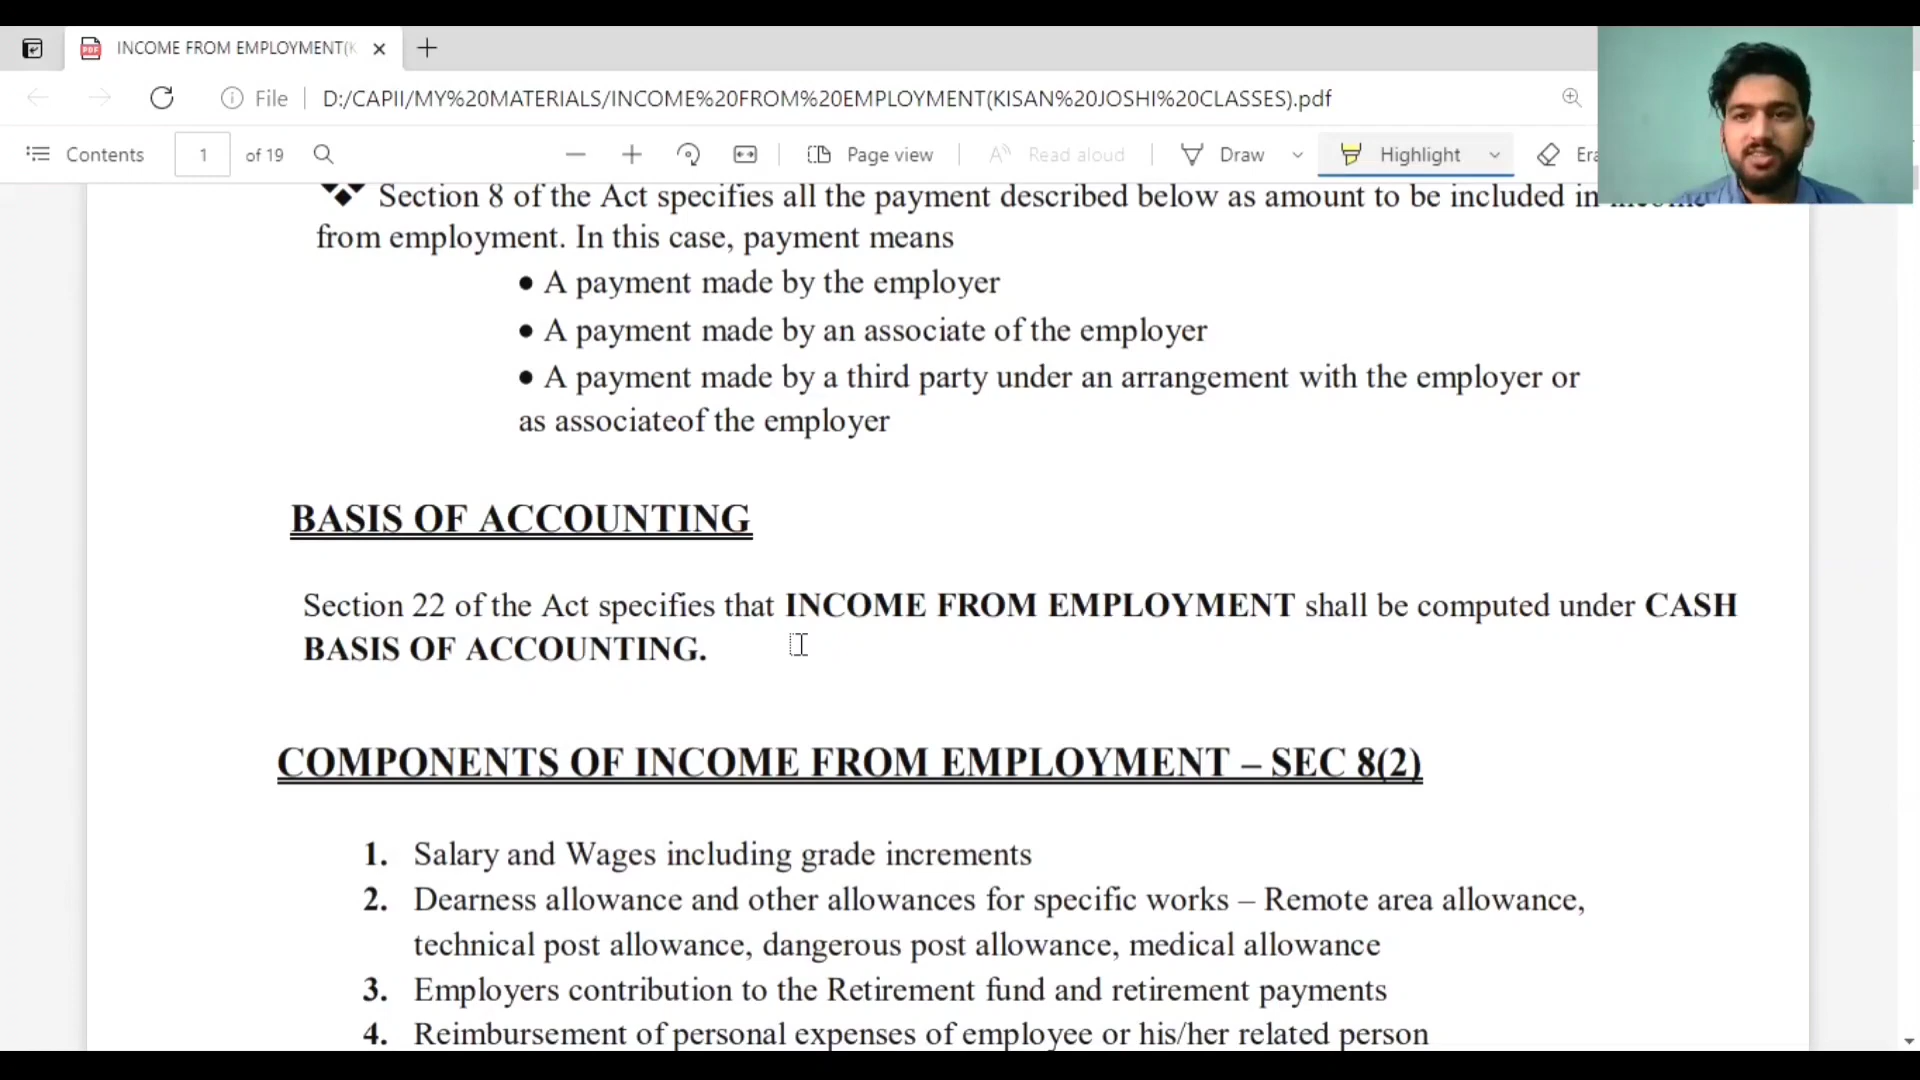 INCOME FROM EMPLOYMENT(K
File
D:/CAPII/MY%20MATERIALS/INCOME%20FROM%20EMPLOYMENT(KISAN%20JOSHI%20CLASSES).pdf
Contents 1 of 19 Page view Read aloud Draw Highlight Era
Section 8 of the Act specifies all the payment described below as amount to be included in income
from employment. In this case, payment means
• A payment made by the employer
• A payment made by an associate of the employer
• A payment made by a third party under an arrangement with the employer or
as associateof the employer
BASIS OF ACCOUNTING
Section 22 of the Act specifies that INCOME FROM EMPLOYMENT shall be computed under CASH
BASIS OF ACCOUNTING.
COMPONENTS OF INCOME FROM EMPLOYMENT – SEC 8(2)
1. Salary and Wages including grade increments
2. Dearness allowance and other allowances for specific works – Remote area allowance,
technical post allowance, dangerous post allowance, medical allowance
3. Employers contribution to the Retirement fund and retirement payments
4. Reimbursement of personal expenses of employee or his/her related person